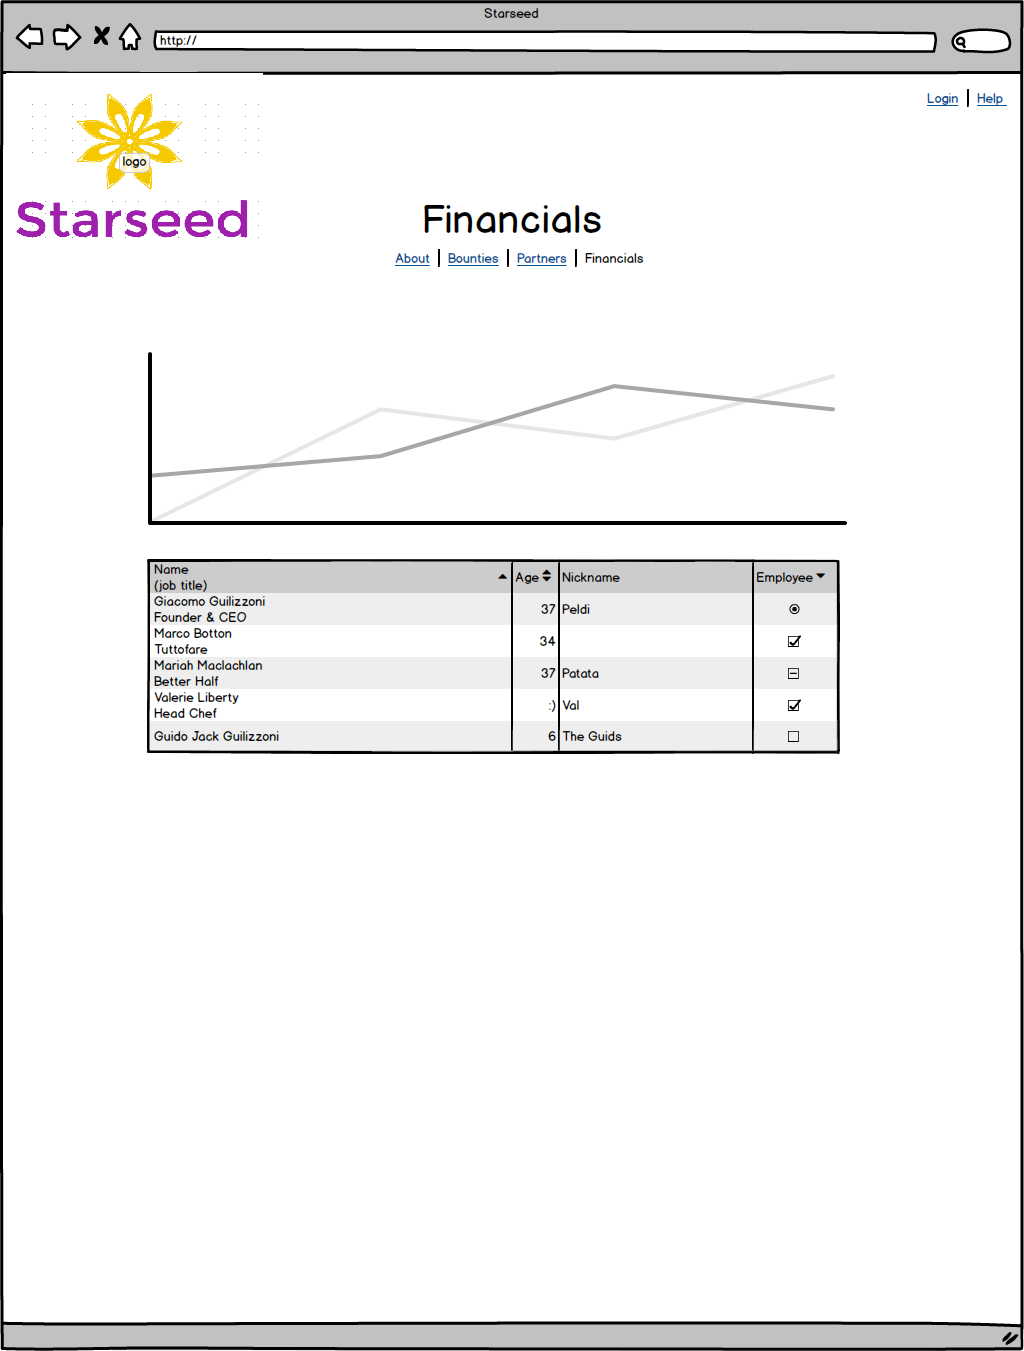 Starseed
http://
Login Help
logo
Starseed
Financials
About Bounties Partners Financials
Name
(job title)
Age
Nickname
Employee
Giacomo Guilizzoni
Founder & CEO
37
Peldi
Marco Botton
Tuttofare
34
Mariah Maclachlan
Better Half
37
Patata
Valerie Liberty
Head Chef
:)
Val
Guido Jack Guilizzoni
6
The Guids